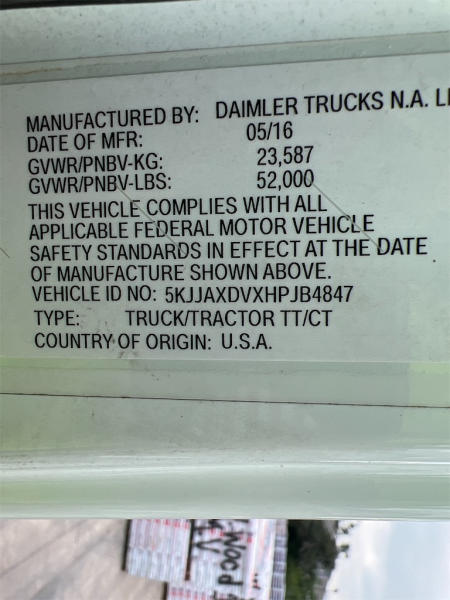 MANUFACTURED BY: DAIMLER TRUCKS N.A.
DATE OF MFR: 05/16
GVWR/PNBV-KG: 23,587
GVWR/PNBV-LBS: 52,000
THIS VEHICLE COMPLIES WITH ALL
APPLICABLE FEDERAL MOTOR VEHICLE
SAFETY STANDARDS IN EFFECT AT THE DATE
OF MANUFACTURE SHOWN ABOVE.
VEHICLE ID NO: 5KJJAXDVXHPJB4847
TYPE: TRUCK/TRACTOR TT/CT
COUNTRY OF ORIGIN: U.S.A.